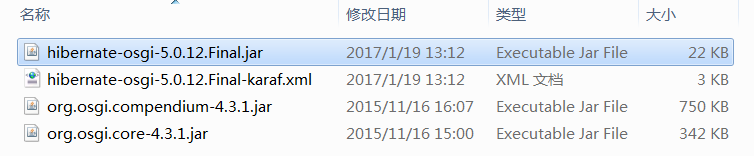 名称 修改日期 类型 大小
hibernate-osgi-5.0.12.Final.jar 2017/1/19 13:12 Executable Jar File 22 KB
hibernate-osgi-5.0.12.Final-karaf.xml 2017/1/19 13:12 XML 文档 3 KB
org.osgi.compendium-4.3.1.jar 2015/11/16 16:07 Executable Jar File 750 KB
org.osgi.core-4.3.1.jar 2015/11/16 15:00 Executable Jar File 342 KB